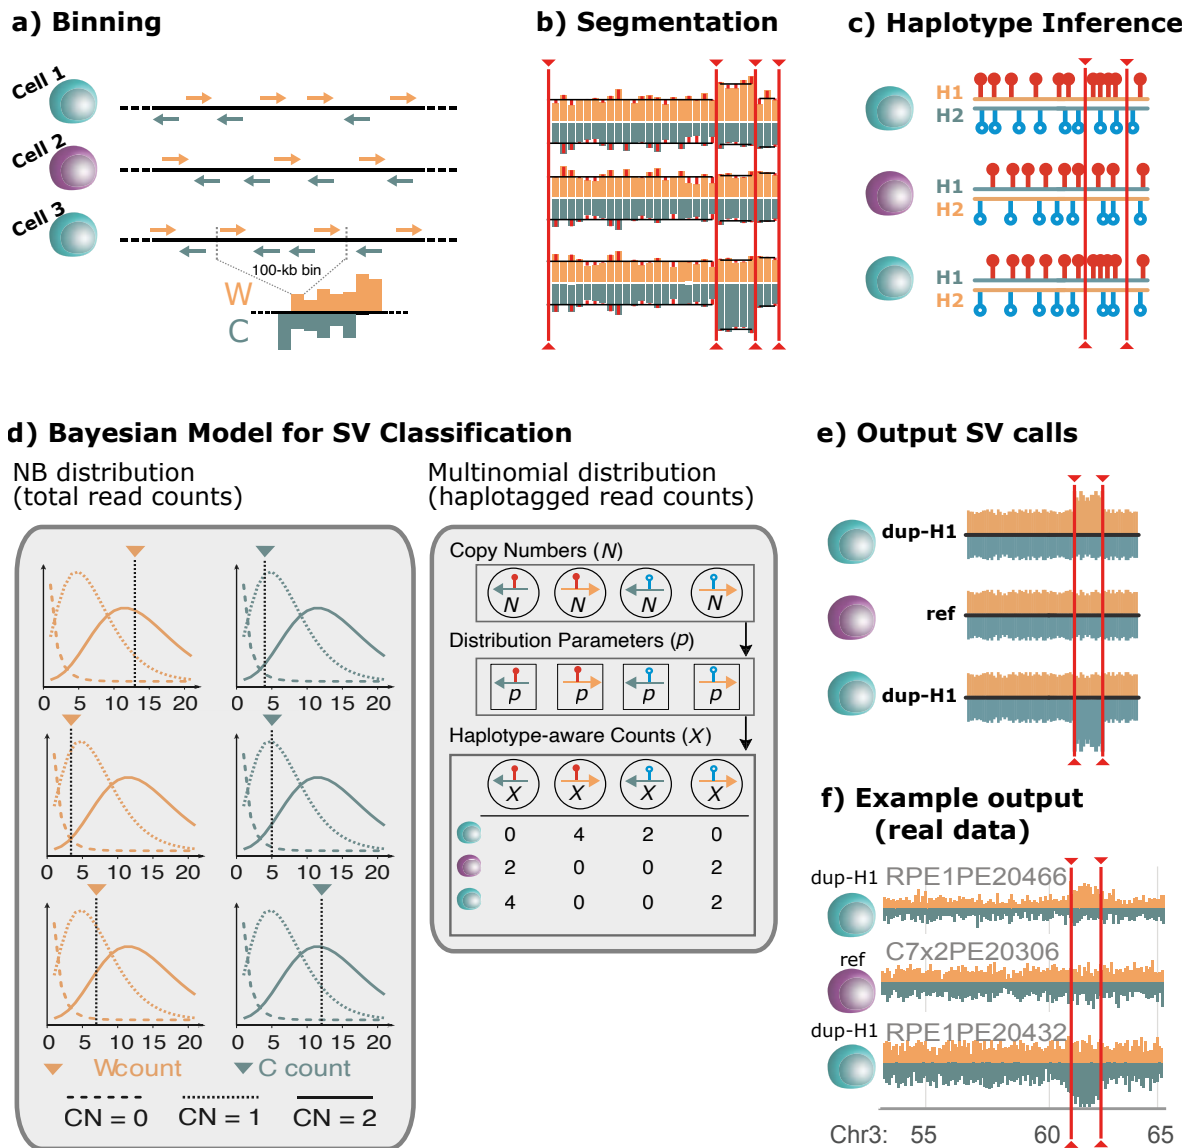 a) Binning
Cell 1
Cell 2
Cell 3
100-kb bin
W
C
b) Segmentation
c) Haplotype Inference
H1
H2
H1
H2
H1
H2
d) Bayesian Model for SV Classification
NB distribution
(total read counts)
0 5 10 15 20
0 5 10 15 20
0 5 10 15 20
0 5 10 15 20
0 5 10 15 20
0 5 10 15 20
Wcount
C count
CN = 0
CN = 1
CN = 2
Multinomial distribution
(haplotagged read counts)
Copy Numbers (N)
N N N N
Distribution Parameters (p)
p p p p
Haplotype-aware Counts (X)
X X X X
0 4 2 0
2 0 0 2
4 0 0 2
e) Output SV calls
dup-H1
ref
dup-H1
f) Example output
(real data)
dup-H1 RPE1PE20466
ref C7x2PE20306
dup-H1 RPE1PE20432
Chr3: 55 60 65